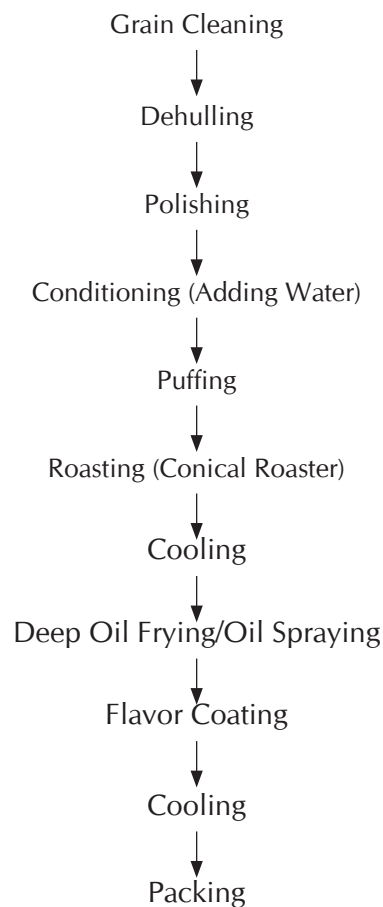 Grain Cleaning
Dehulling
Polishing
Conditioning (Adding Water)
Puffing
Roasting (Conical Roaster)
Cooling
Deep Oil Frying/Oil Spraying
Flavor Coating
Cooling
Packing